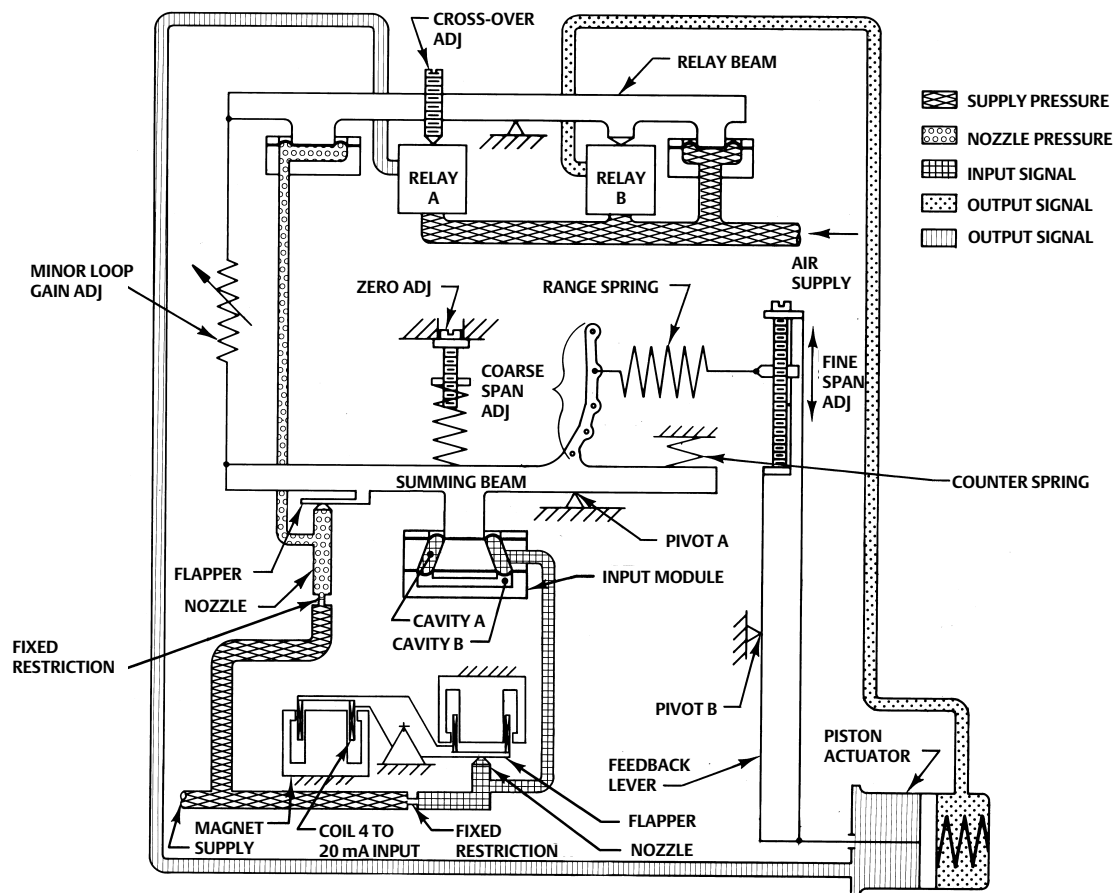 CROSS-OVER
ADJ
RELAY BEAM
SUPPLY PRESSURE
NOZZLE PRESSURE
INPUT SIGNAL
OUTPUT SIGNAL
OUTPUT SIGNAL
RELAY
A
RELAY
B
AIR
SUPPLY
MINOR LOOP
GAIN ADJ
ZERO ADJ
RANGE SPRING
COARSE
SPAN
ADJ
FINE
SPAN
ADJ
SUMMING BEAM
COUNTER SPRING
PIVOT A
FLAPPER
INPUT MODULE
NOZZLE
CAVITY A
CAVITY B
FIXED
RESTRICTION
PIVOT B
PISTON
ACTUATOR
FEEDBACK
LEVER
MAGNET
SUPPLY
COIL 4 TO
20 mA INPUT
FIXED
RESTRICTION
FLAPPER
NOZZLE